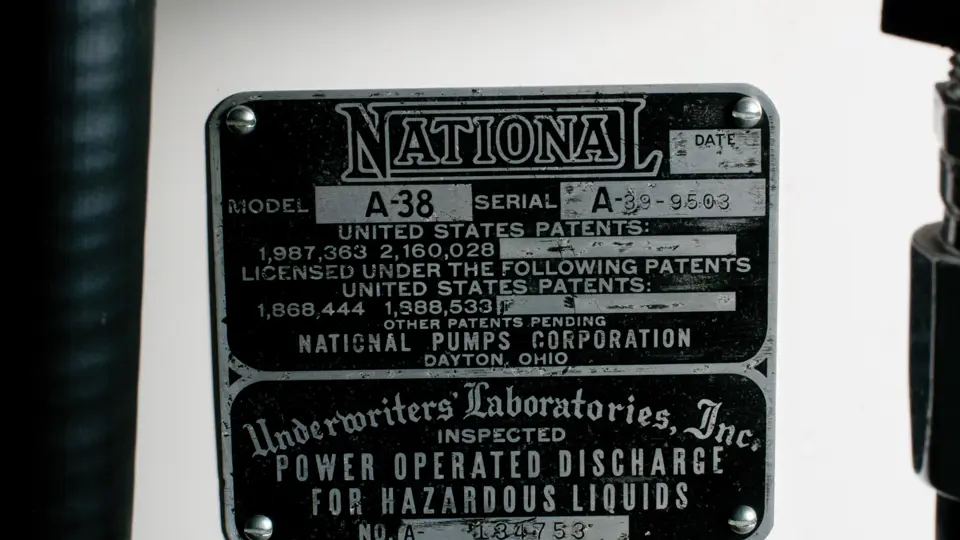 NATIONAL
DATE
MODEL A-38 SERIAL A-39-9503
UNITED STATES PATENTS:
1,987,363 2,160,028
LICENSED UNDER THE FOLLOWING PATENTS
UNITED STATES PATENTS:
1,868,444 1,988,533
OTHER PATENTS PENDING
NATIONAL PUMPS CORPORATION
DAYTON, OHIO
Underwriters' Laboratories, Inc.
INSPECTED
POWER OPERATED DISCHARGE
FOR HAZARDOUS LIQUIDS
NO. A- 134753